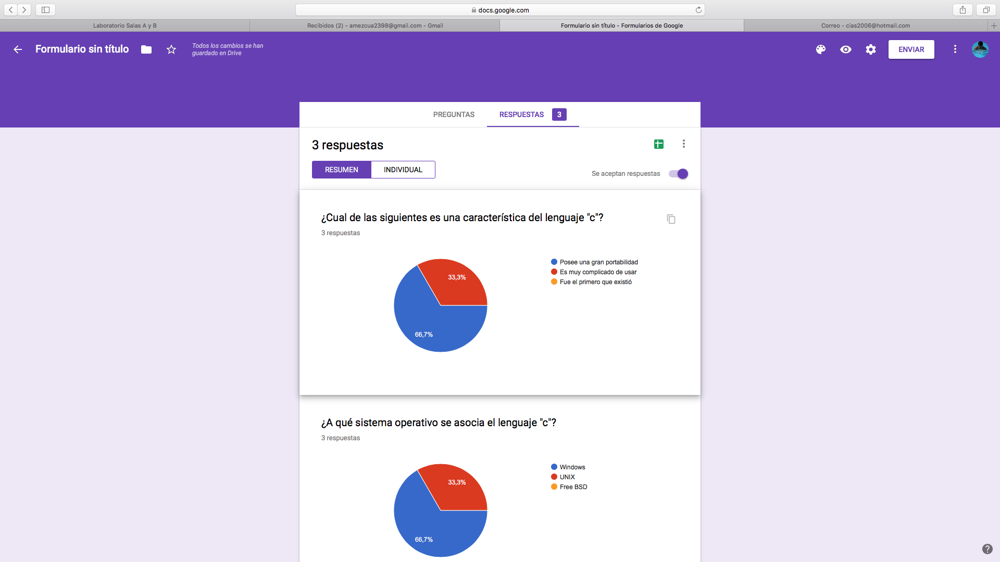 docs.google.com
Laboratorio Salas A y B
Recibidos (2) - amezcua2398@gmail.com - Gmail
Formulario sin título - Formularios de Google
Correo - cias2006@hotmail.com
Formulario sin título
Todos los cambios se han
guardado en Drive
ENVIAR
PREGUNTAS
RESPUESTAS 3
3 respuestas
RESUMEN
INDIVIDUAL
Se aceptan respuestas
¿Cual de las siguientes es una característica del lenguaje "c"?
3 respuestas
33,3%
66,7%
Posee una gran portabilidad
Es muy complicado de usar
Fue el primero que existió
¿A qué sistema operativo se asocia el lenguaje "c"?
3 respuestas
33,3%
66,7%
Windows
UNIX
Free BSD